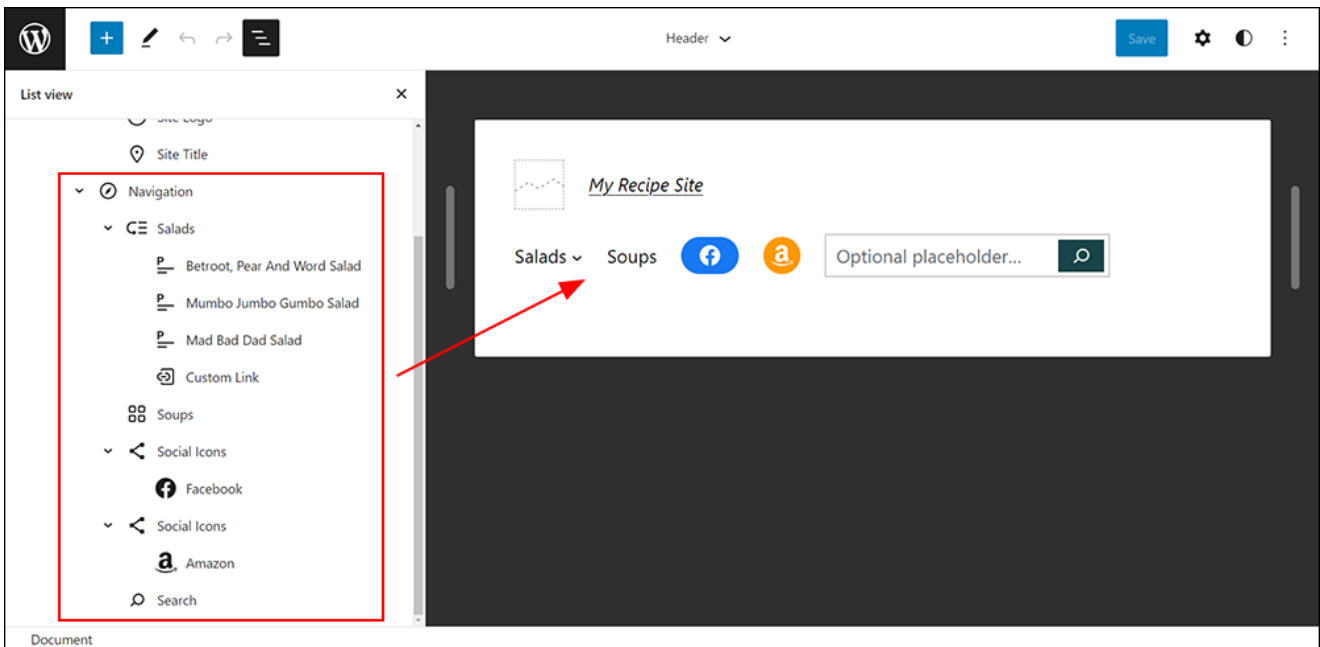 Header
Save
List view
Site Logo
Site Title
Navigation
Salads
Betroot, Pear And Word Salad
Mumbo Jumbo Gumbo Salad
Mad Bad Dad Salad
Custom Link
Soups
Social Icons
Facebook
Social Icons
Amazon
Search
Document
My Recipe Site
Salads Soups Optional placeholder...